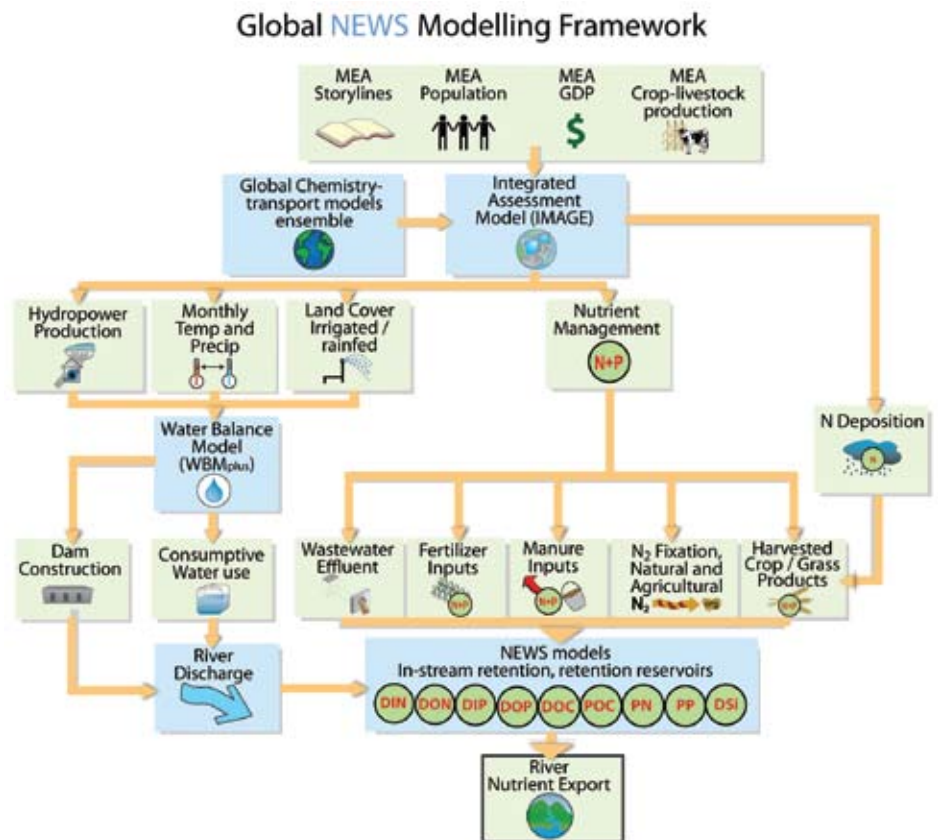 Global NEWS Modelling Framework
MEA
Storylines
MEA
Population
MEA
GDP
$
MEA
Crop-livestock
production
Global Chemistry-
transport models
ensemble
Integrated
Assessment
Model (IMAGE)
Hydropower
Production
Monthly
Temp and
Precip
Land Cover
Irrigated /
rainfed
Nutrient
Management
N+P
N Deposition
N
Water Balance
Model
(WBMplus)
Dam
Construction
Consumptive
Water use
Wastewater
Effluent
Fertilizer
Inputs
N+P
Manure
Inputs
N+P
N2 Fixation,
Natural and
Agricultural
N2
Harvested
Crop / Grass
Products
N+P
River
Discharge
NEWS models
In-stream retention, retention reservoirs
DIN DON DIP DOP DOC POC PN PP DSi
River
Nutrient Export